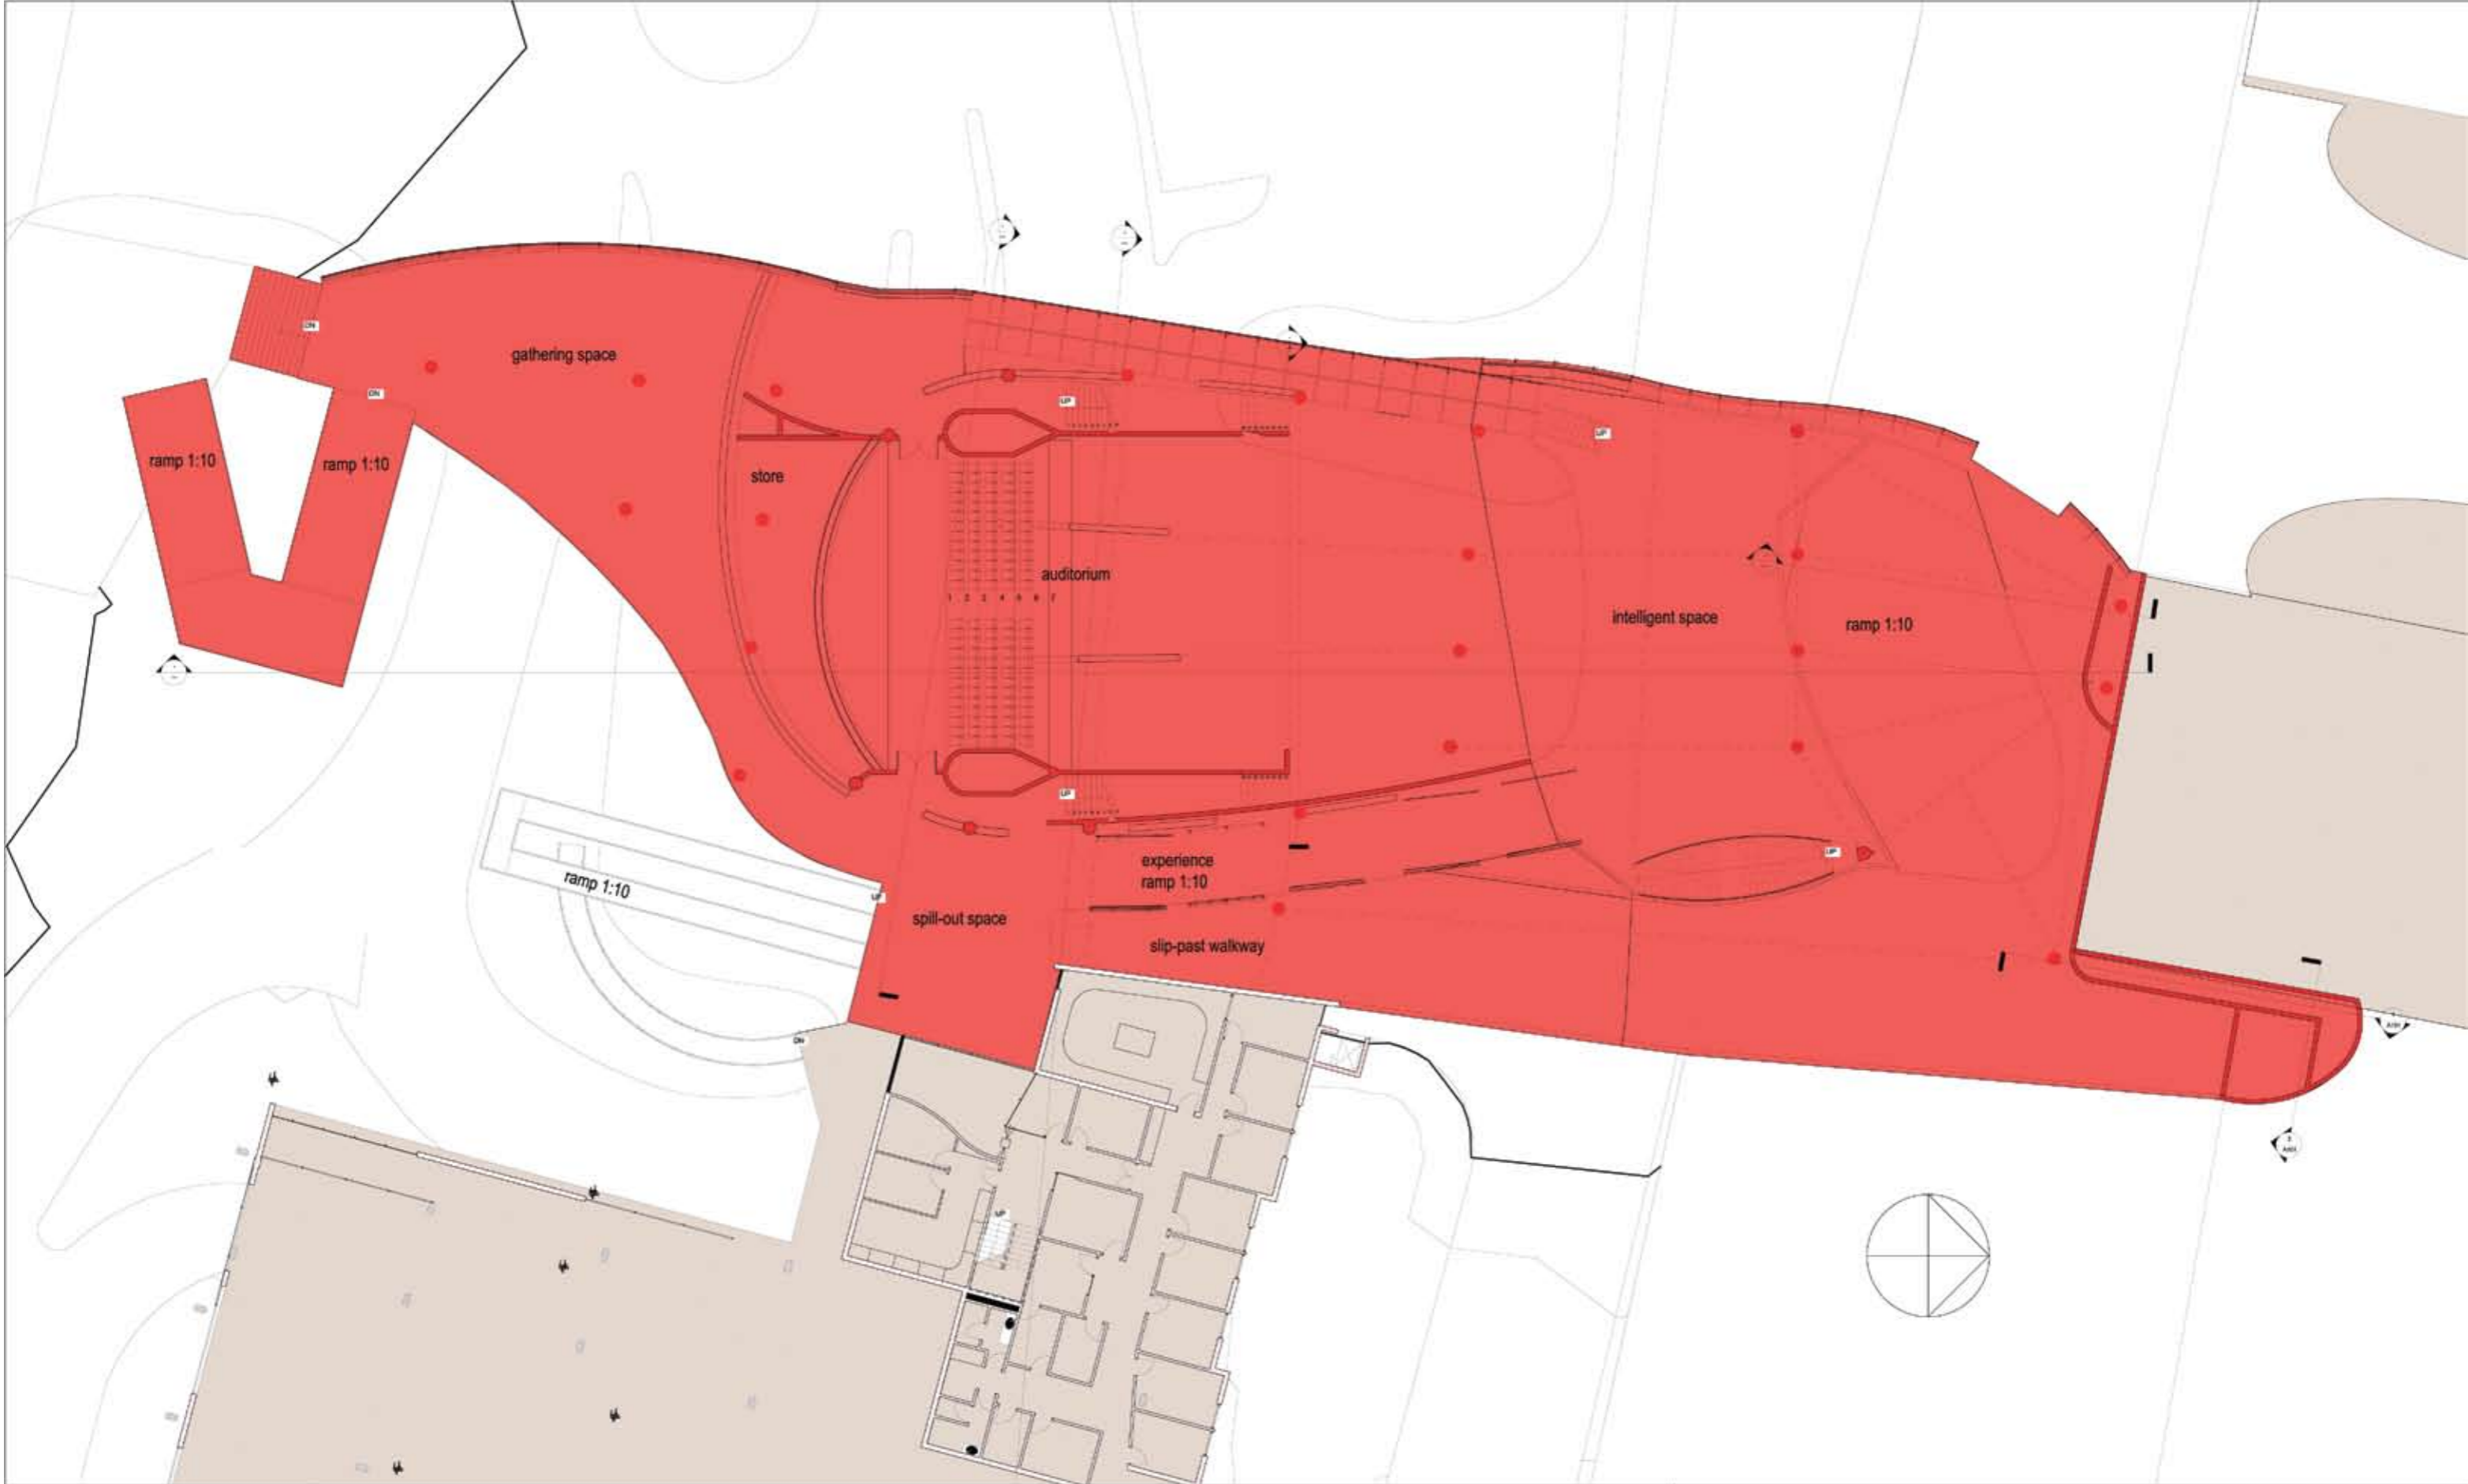 DN
gathering space
DN
UP
UP
ramp 1:10
ramp 1:10
store
auditorium
1 2 3 4 5 6 7
intelligent space
ramp 1:10
UP
experience
ramp 1:10
UP
ramp 1:10
UP
spill-out space
slip-past walkway
DN
UP